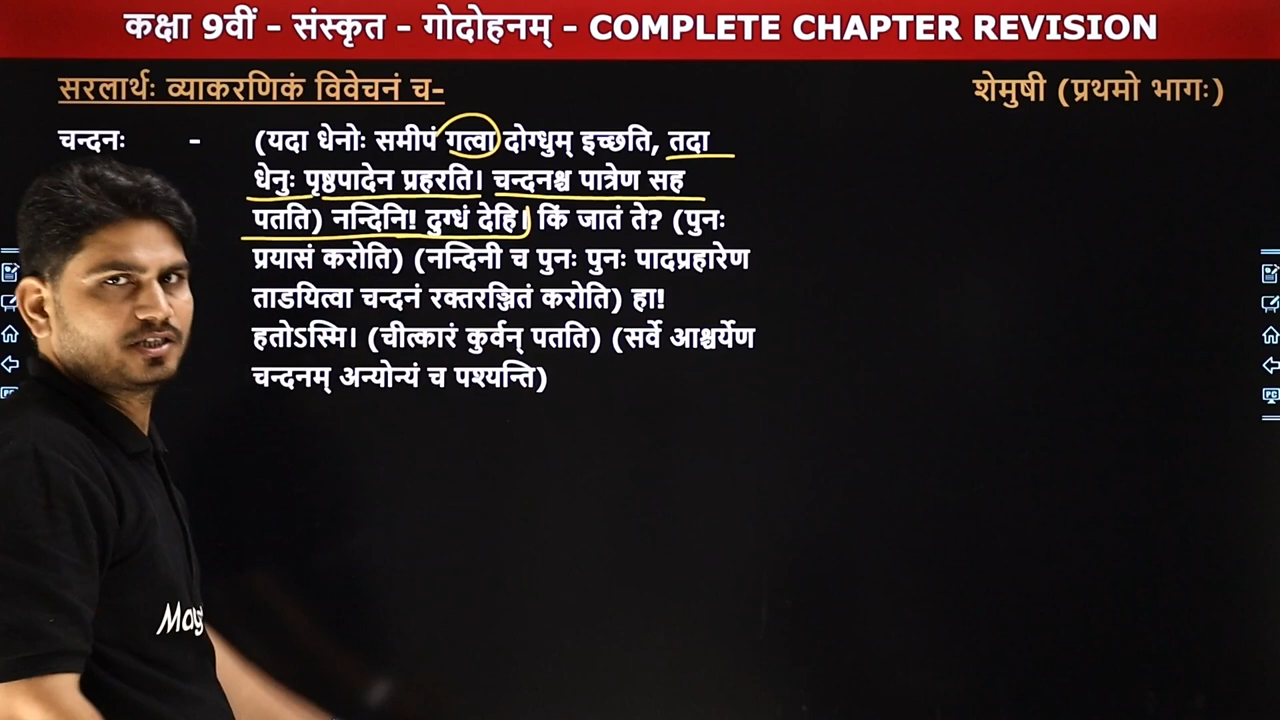 कक्षा 9वीं - संस्कृत - गोदोहनम् - COMPLETE CHAPTER REVISION
सरलार्थः व्याकरणिकं विवेचनं च-
शेमुषी (प्रथमो भागः)
चन्दनः - (यदा धेनोः समीपं गत्वा दोग्धुम् इच्छति, तदा
धेनुः पृष्ठपादेन प्रहरति। चन्दनश्च पात्रेण सह
पतति) नन्दिनि! दुग्धं देहि। किं जातं ते? (पुनः
प्रयासं करोति) (नन्दिनी च पुनः पुनः पादप्रहारेण
ताडयित्वा चन्दनं रक्तरञ्जितं करोति) हा!
हतोऽस्मि। (चीत्कारं कुर्वन् पतति) (सर्वे आश्चर्येण
चन्दनम् अन्योन्यं च पश्यन्ति)